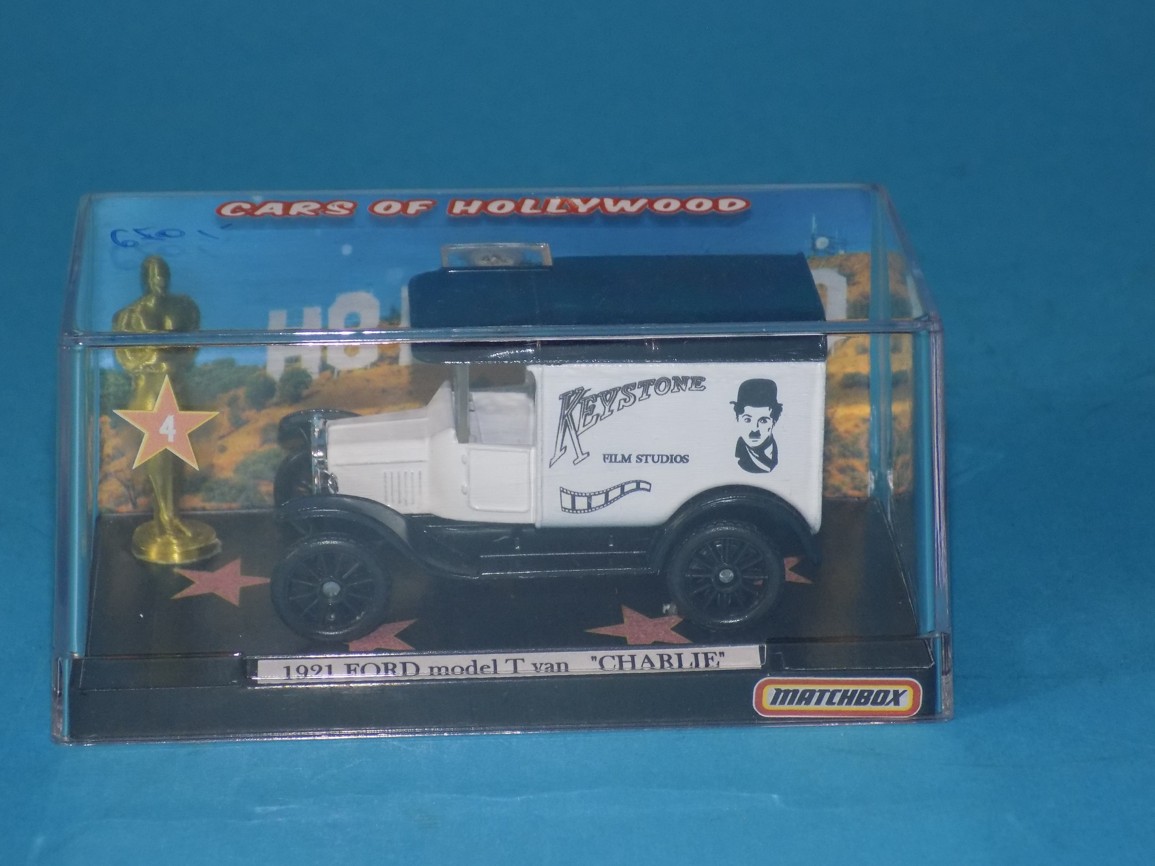 CARS OF HOLLYWOOD
4
KEYSTONE
FILM STUDIOS
1921 FORD model T van "CHARLIE"
MATCHBOX